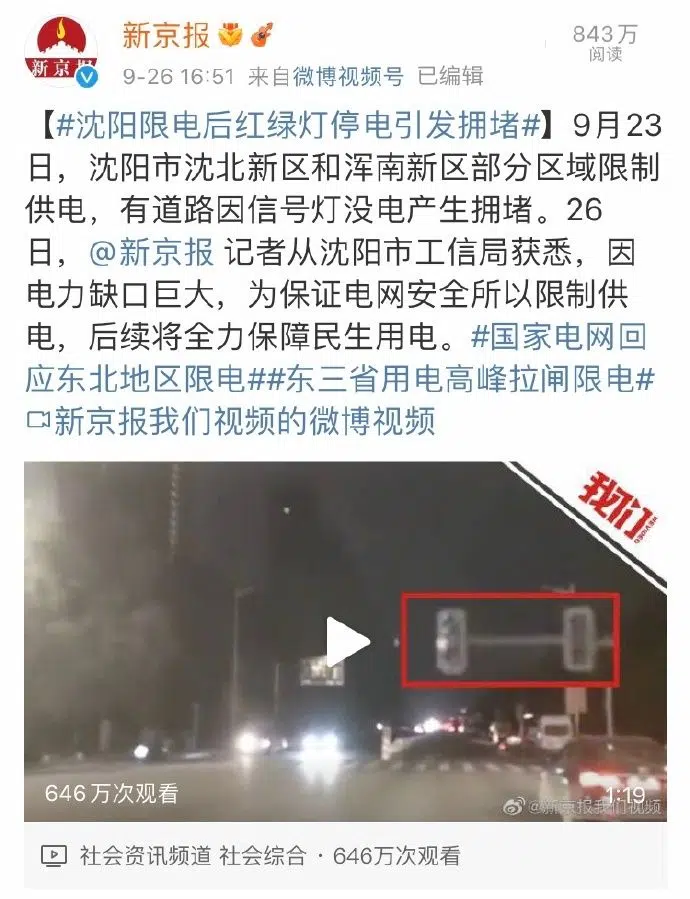 新京报
新京报
843万
阅读
9-26 16:51 来自微博视频号 已编辑
【#沈阳限电后红绿灯停电引发拥堵#】9月23
日，沈阳市沈北新区和浑南新区部分区域限制
供电，有道路因信号灯没电产生拥堵。26
日，@新京报 记者从沈阳市工信局获悉，因
电力缺口巨大，为保证电网安全所以限制供
电，后续将全力保障民生用电。#国家电网回
应东北地区限电##东三省用电高峰拉闸限电#
新京报我们视频的微博视频
我们
WEVIDEO
646万次观看
1:19
@新京报我们视频
社会资讯频道 社会综合 · 646万次观看